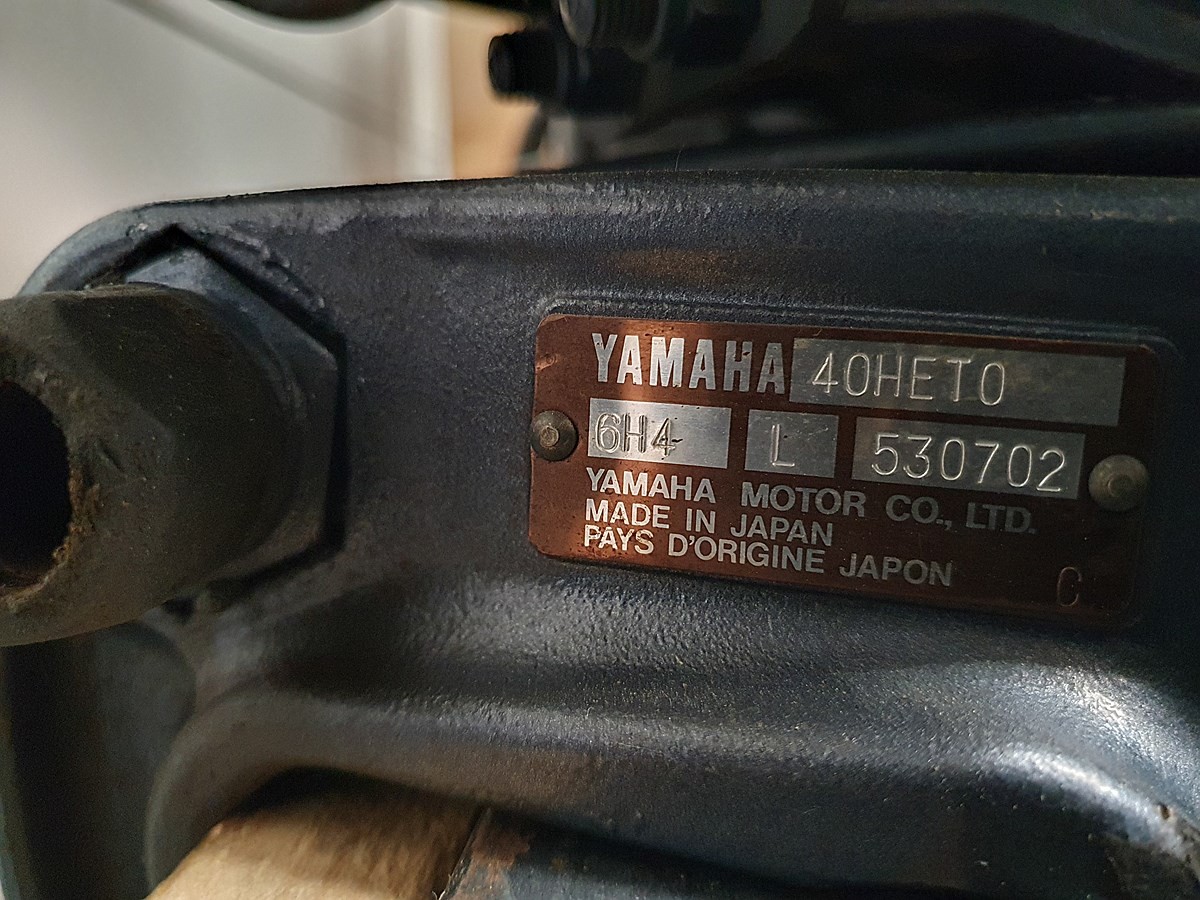 YAMAHA 40HETO
6H4 L 530702
YAMAHA MOTOR CO., LTD.
MADE IN JAPAN
PAYS D'ORIGINE JAPON C